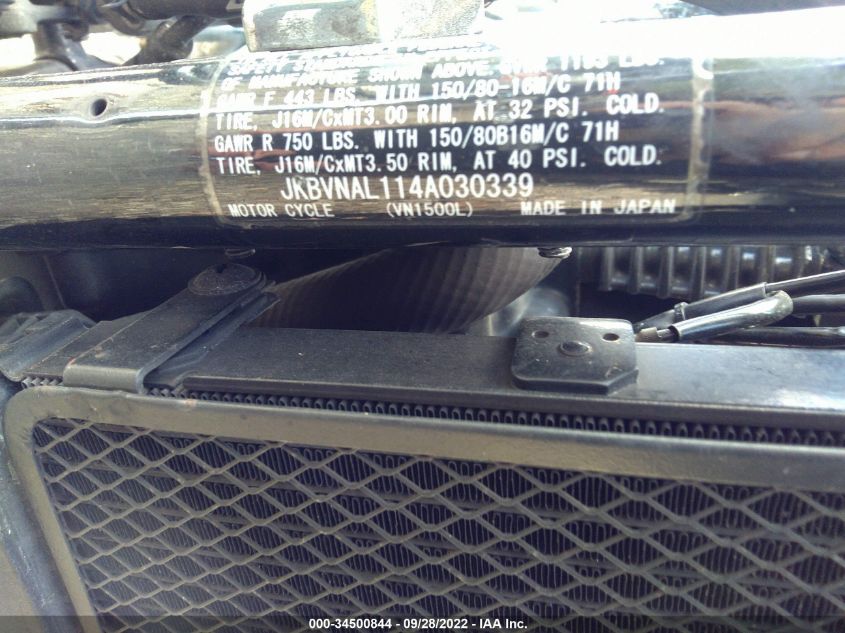 OF MANUFACTURE SHOWN ABOVE.
GAWR F 443 LBS. WITH 150/80-16M/C 71H
TIRE, J16M/CxMT3.00 RIM, AT 32 PSI. COLD.
GAWR R 750 LBS. WITH 150/80B16M/C 71H
TIRE, J16M/CxMT3.50 RIM, AT 40 PSI. COLD.
JKBVNAL114A030339
MOTOR CYCLE (VN1500L) MADE IN JAPAN
000-34500844 / 09/28/2022 - © IAA Inc.